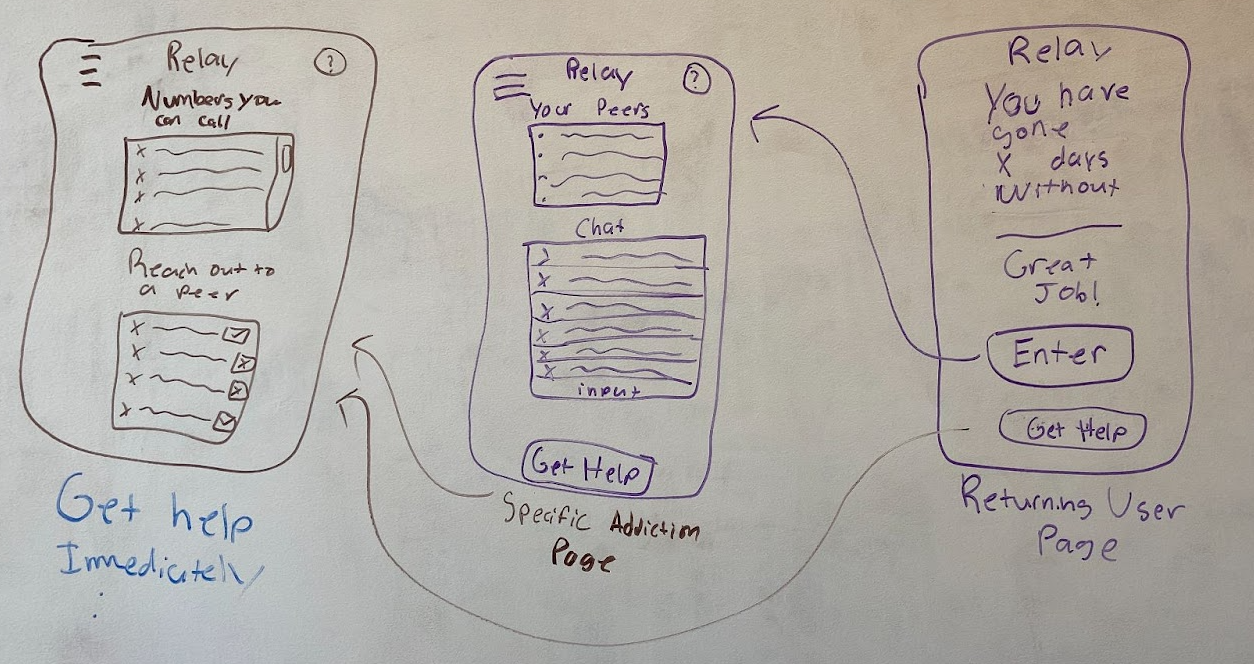 Relay
?
Numbers you
can call
x
x
x
x
Reach out to
a peer
x
x
x
x
Get help
Immediately
Relay
?
Your Peers
Chat
x
x
x
x
x
input
Get Help
Specific Addiction
Page
Relay
You have
gone
X days
Without
Great
Job!
Enter
Get Help
Returning User
Page